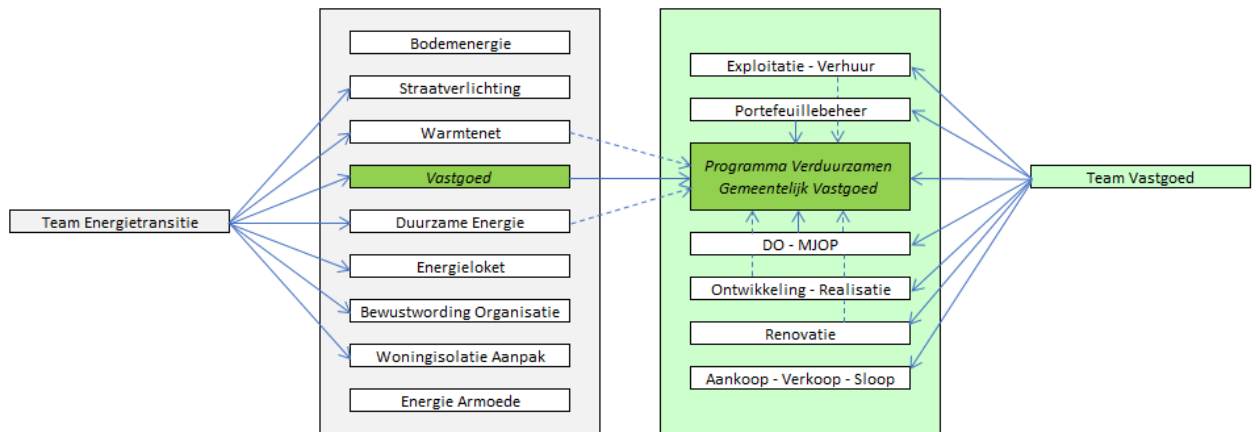 Team Energietransitie
Bodemenergie
Straatverlichting
Warmtenet
Vastgoed
Duurzame Energie
Energieloket
Bewustwording Organisatie
Woningisolatie Aanpak
Energie Armoede
Exploitatie - Verhuur
Portefeuillebeheer
Programma Verduurzamen
Gemeentelijk Vastgoed
DO - MJOP
Ontwikkeling - Realisatie
Renovatie
Aankoop - Verkoop - Sloop
Team Vastgoed